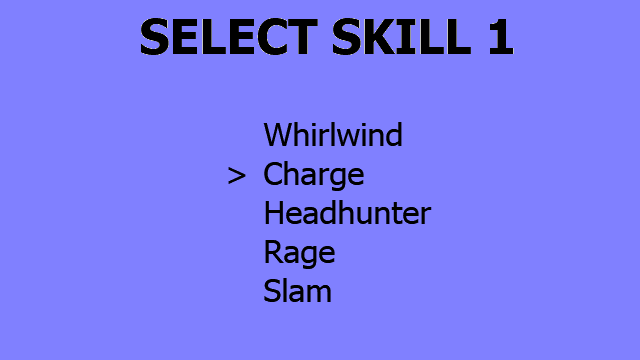 SELECT SKILL 1
Whirlwind
> Charge
Headhunter
Rage
Slam